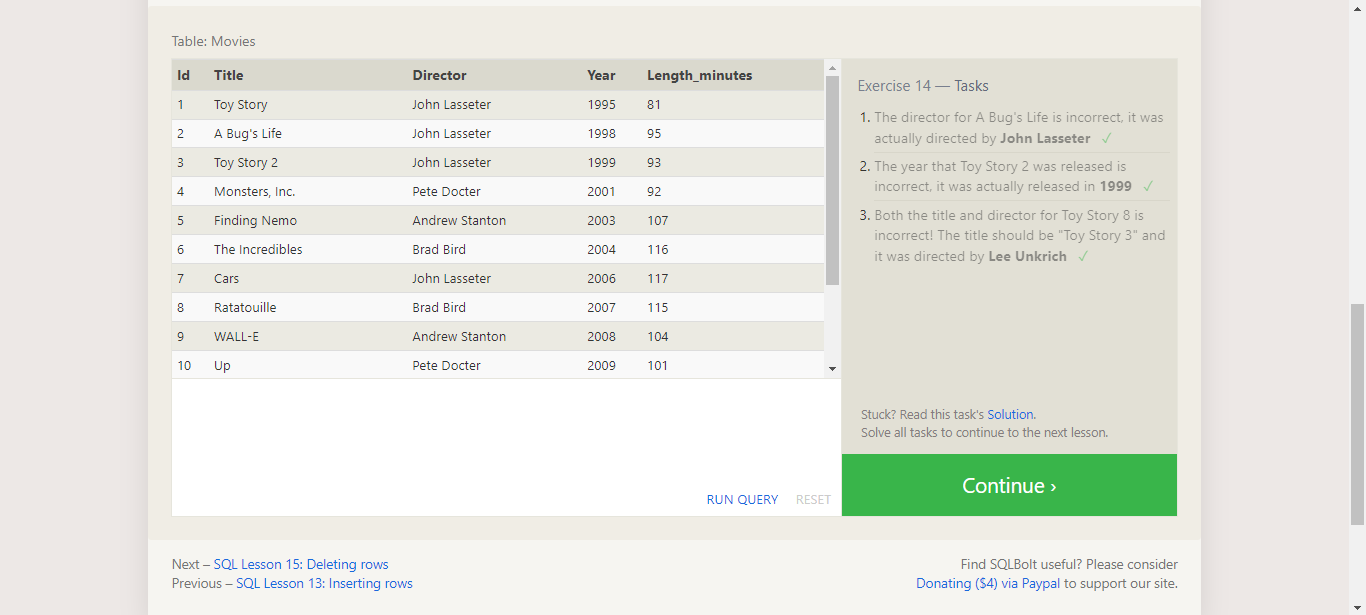 Table: Movies
Id Title Director Year Length_minutes
1 Toy Story John Lasseter 1995 81
2 A Bug's Life John Lasseter 1998 95
3 Toy Story 2 John Lasseter 1999 93
4 Monsters, Inc. Pete Docter 2001 92
5 Finding Nemo Andrew Stanton 2003 107
6 The Incredibles Brad Bird 2004 116
7 Cars John Lasseter 2006 117
8 Ratatouille Brad Bird 2007 115
9 WALL-E Andrew Stanton 2008 104
10 Up Pete Docter 2009 101
RUN QUERY RESET
Exercise 14 — Tasks
1. The director for A Bug's Life is incorrect, it was
actually directed by John Lasseter ✓
2. The year that Toy Story 2 was released is
incorrect, it was actually released in 1999 ✓
3. Both the title and director for Toy Story 8 is
incorrect! The title should be "Toy Story 3" and
it was directed by Lee Unkrich ✓
Stuck? Read this task's Solution.
Solve all tasks to continue to the next lesson.
Continue ›
Next – SQL Lesson 15: Deleting rows
Previous – SQL Lesson 13: Inserting rows
Find SQLBolt useful? Please consider
Donating ($4) via Paypal to support our site.